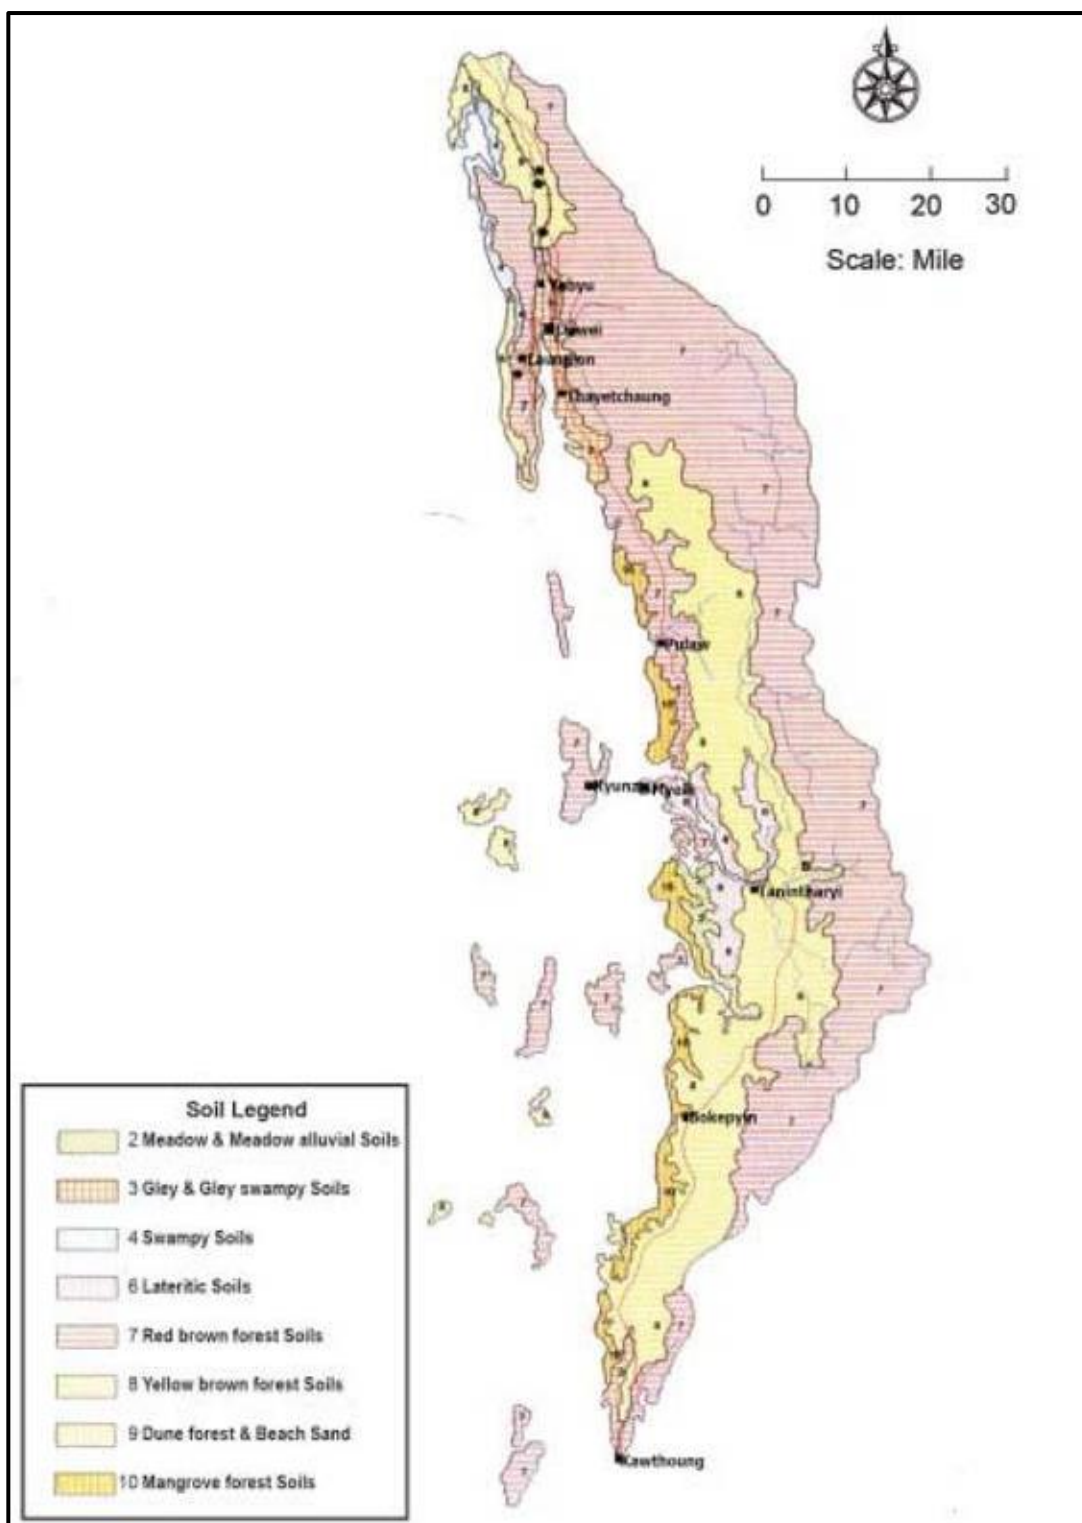 0 10 20 30
Scale: Mile
Yebyu
Dawei
Launglon
Thayetchaung
Pulaw
Myeik
Tanintharyi
Bokepyin
Kawthoung
Soil Legend
2 Meadow & Meadow alluvial Soils
3 Gley & Gley swampy Soils
4 Swampy Soils
6 Lateritic Soils
7 Red brown forest Soils
8 Yellow brown forest Soils
9 Dune forest & Beach Sand
10 Mangrove forest Soils